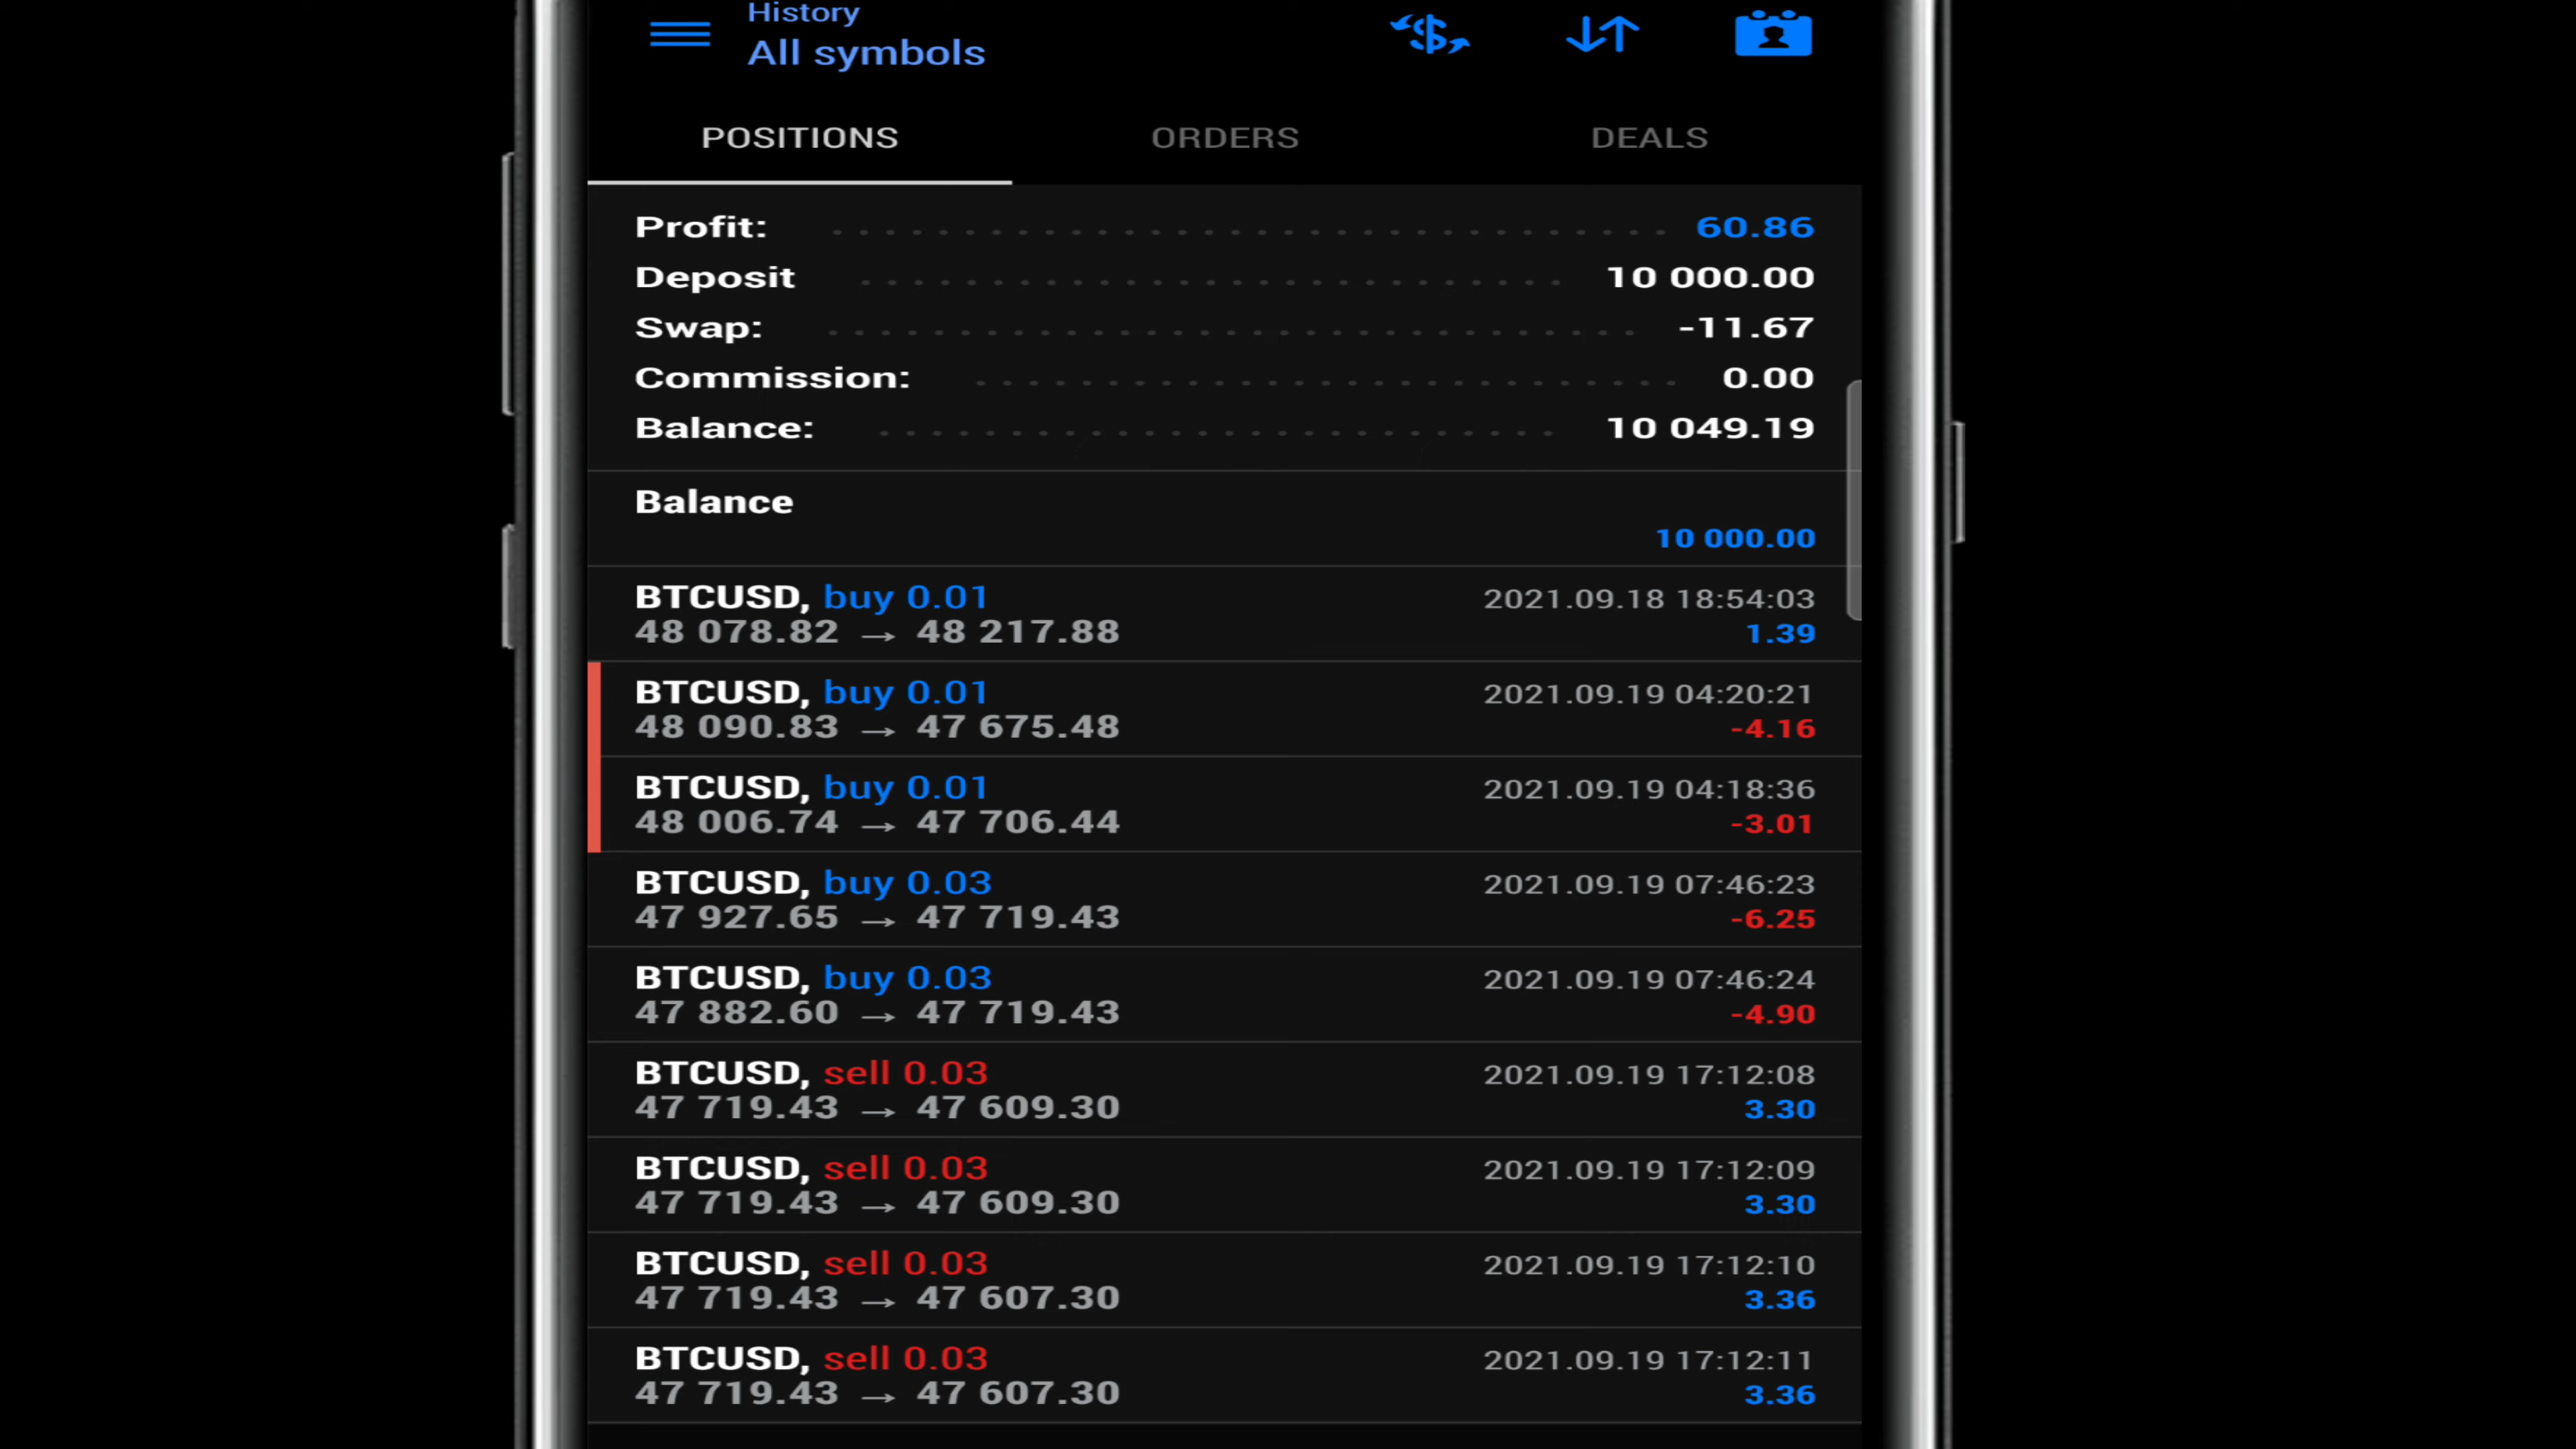 History
All symbols
POSITIONS ORDERS DEALS
Profit: 60.86
Deposit 10 000.00
Swap: -11.67
Commission: 0.00
Balance: 10 049.19
Balance
10 000.00
BTCUSD, buy 0.01 2021.09.18 18:54:03
48 078.82 → 48 217.88 1.39
BTCUSD, buy 0.01 2021.09.19 04:20:21
48 090.83 → 47 675.48 -4.16
BTCUSD, buy 0.01 2021.09.19 04:18:36
48 006.74 → 47 706.44 -3.01
BTCUSD, buy 0.03 2021.09.19 07:46:23
47 927.65 → 47 719.43 -6.25
BTCUSD, buy 0.03 2021.09.19 07:46:24
47 882.60 → 47 719.43 -4.90
BTCUSD, sell 0.03 2021.09.19 17:12:08
47 719.43 → 47 609.30 3.30
BTCUSD, sell 0.03 2021.09.19 17:12:09
47 719.43 → 47 609.30 3.30
BTCUSD, sell 0.03 2021.09.19 17:12:10
47 719.43 → 47 607.30 3.36
BTCUSD, sell 0.03 2021.09.19 17:12:11
47 719.43 → 47 607.30 3.36